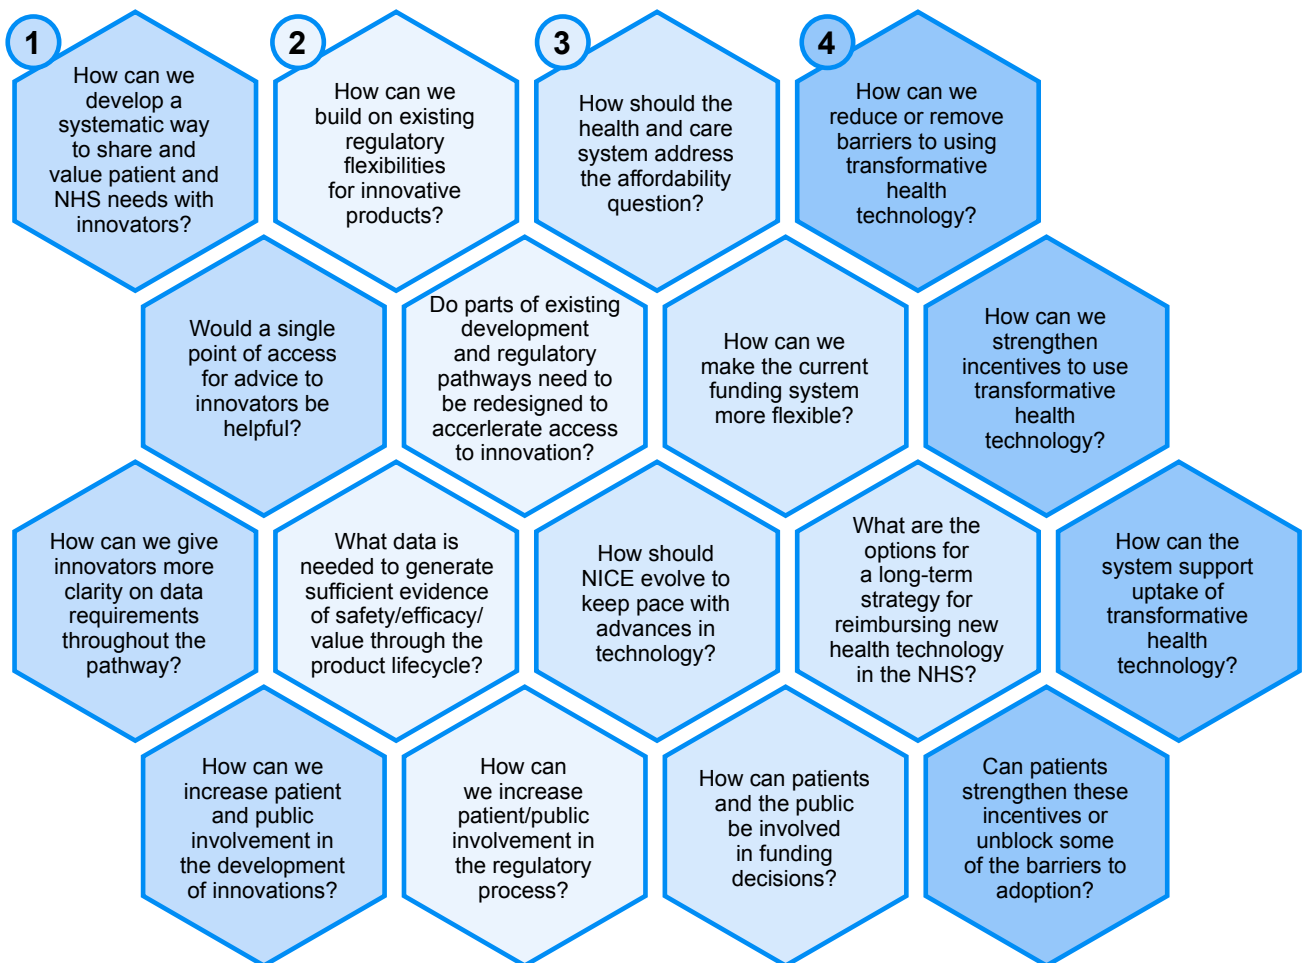 1
How can we
develop a
systematic way
to share and
value patient and
NHS needs with
innovators?
2
How can we
build on existing
regulatory
flexibilities
for innovative
products?
3
How should the
health and care
system address
the affordability
question?
4
How can we
reduce or remove
barriers to using
transformative
health
technology?
Would a single
point of access
for advice to
innovators be
helpful?
Do parts of existing
development
and regulatory
pathways need to
be redesigned to
accerlerate access
to innovation?
How can we
make the current
funding system
more flexible?
How can we
strengthen
incentives to use
transformative
health
technology?
How can we give
innovators more
clarity on data
requirements
throughout the
pathway?
What data is
needed to generate
sufficient evidence
of safety/efficacy/
value through the
product lifecycle?
How should
NICE evolve to
keep pace with
advances in
technology?
What are the
options for
a long-term
strategy for
reimbursing new
health technology
in the NHS?
How can the
system support
uptake of
transformative
health
technology?
How can we
increase patient
and public
involvement in
the development
of innovations?
How can
we increase
patient/public
involvement in
the regulatory
process?
How can patients
and the public
be involved
in funding
decisions?
Can patients
strengthen these
incentives or
unblock some
of the barriers to
adoption?